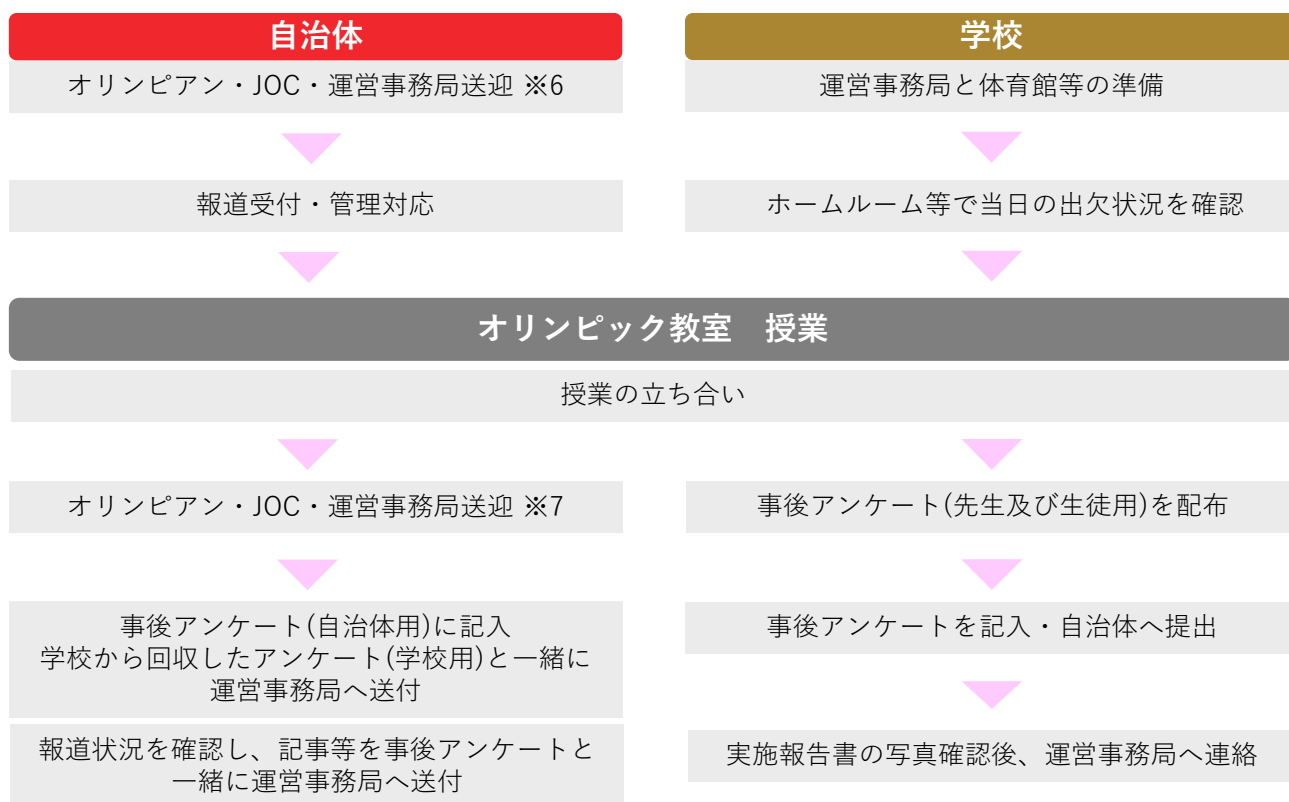 自治体
オリンピアン・JOC・運営事務局送迎 ※6
報道受付・管理対応
学校
運営事務局と体育館等の準備
ホームルーム等で当日の出欠状況を確認
オリンピック教室　授業
授業の立ち合い
オリンピアン・JOC・運営事務局送迎 ※7
事後アンケート(自治体用)に記入
学校から回収したアンケート(学校用)と一緒に
運営事務局へ送付
報道状況を確認し、記事等を事後アンケートと
一緒に運営事務局へ送付
事後アンケート(先生及び生徒用)を配布
事後アンケートを記入・自治体へ提出
実施報告書の写真確認後、運営事務局へ連絡